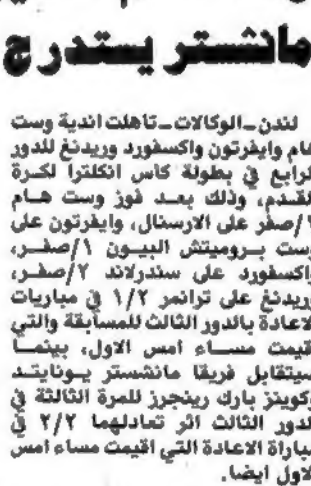 مانشستر يستدرج
لندن ـ الوكالات ـ تاهلت اندية وست
هام وايفرتون واكسفورد وريدنغ للدور
الرابع في بطولة كاس انكلترا لكرة
القدم، وذلك بعد فوز وست هام
١/صفر على الارسنال، وايفرتون على
وست بروميتش البيون ١/صفر،
واكسفورد على سندرلاند ٢/صفر،
وريدنغ على ترانمر ١/٢ في مباريات
الاعادة بالدور الثالث للمسابقة والتي
اقيمت مساء امس الاول، بينما
سيتقابل فريقا مانشستر يونايتد
وكوينز بارك رينجرز للمرة الثالثة في
الدور الثالث اثر تعادلهما ٢/٢ في
مباراة الاعادة التي اقيمت مساء امس
الاول ايضا.